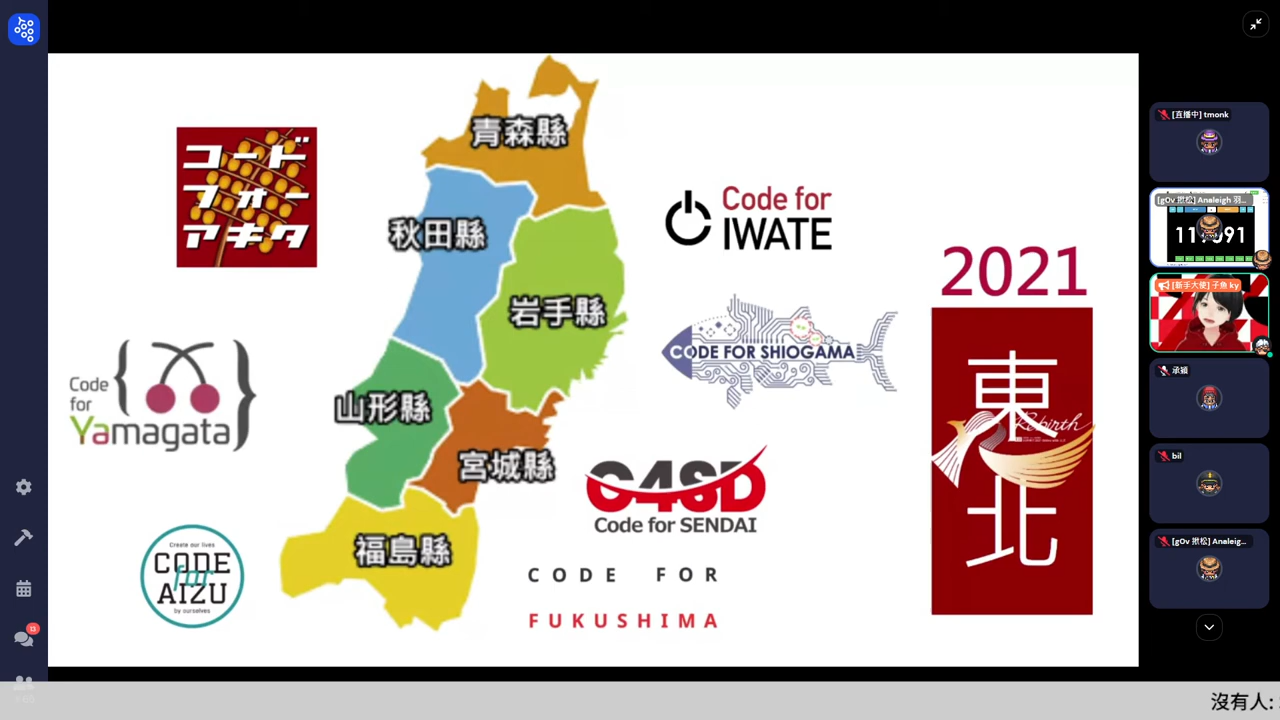 青森縣
秋田縣
岩手縣
山形縣
宮城縣
福島縣
コード
フォー
アキタ
Code for
IWATE
CODE FOR SHIOGAMA
Code
for
Yamagata
C4SD
Code for SENDAI
Create our lives
CODE
for
AIZU
by ourselves
CODE FOR
FUKUSHIMA
2021
東
Rebirth
北
[直播中] tmonk
[g0v 揪松] Analeigh 羽...
[新手大使] 子魚 ky
承穎
bil
[g0v 揪松] Analeig...
13
沒有人: